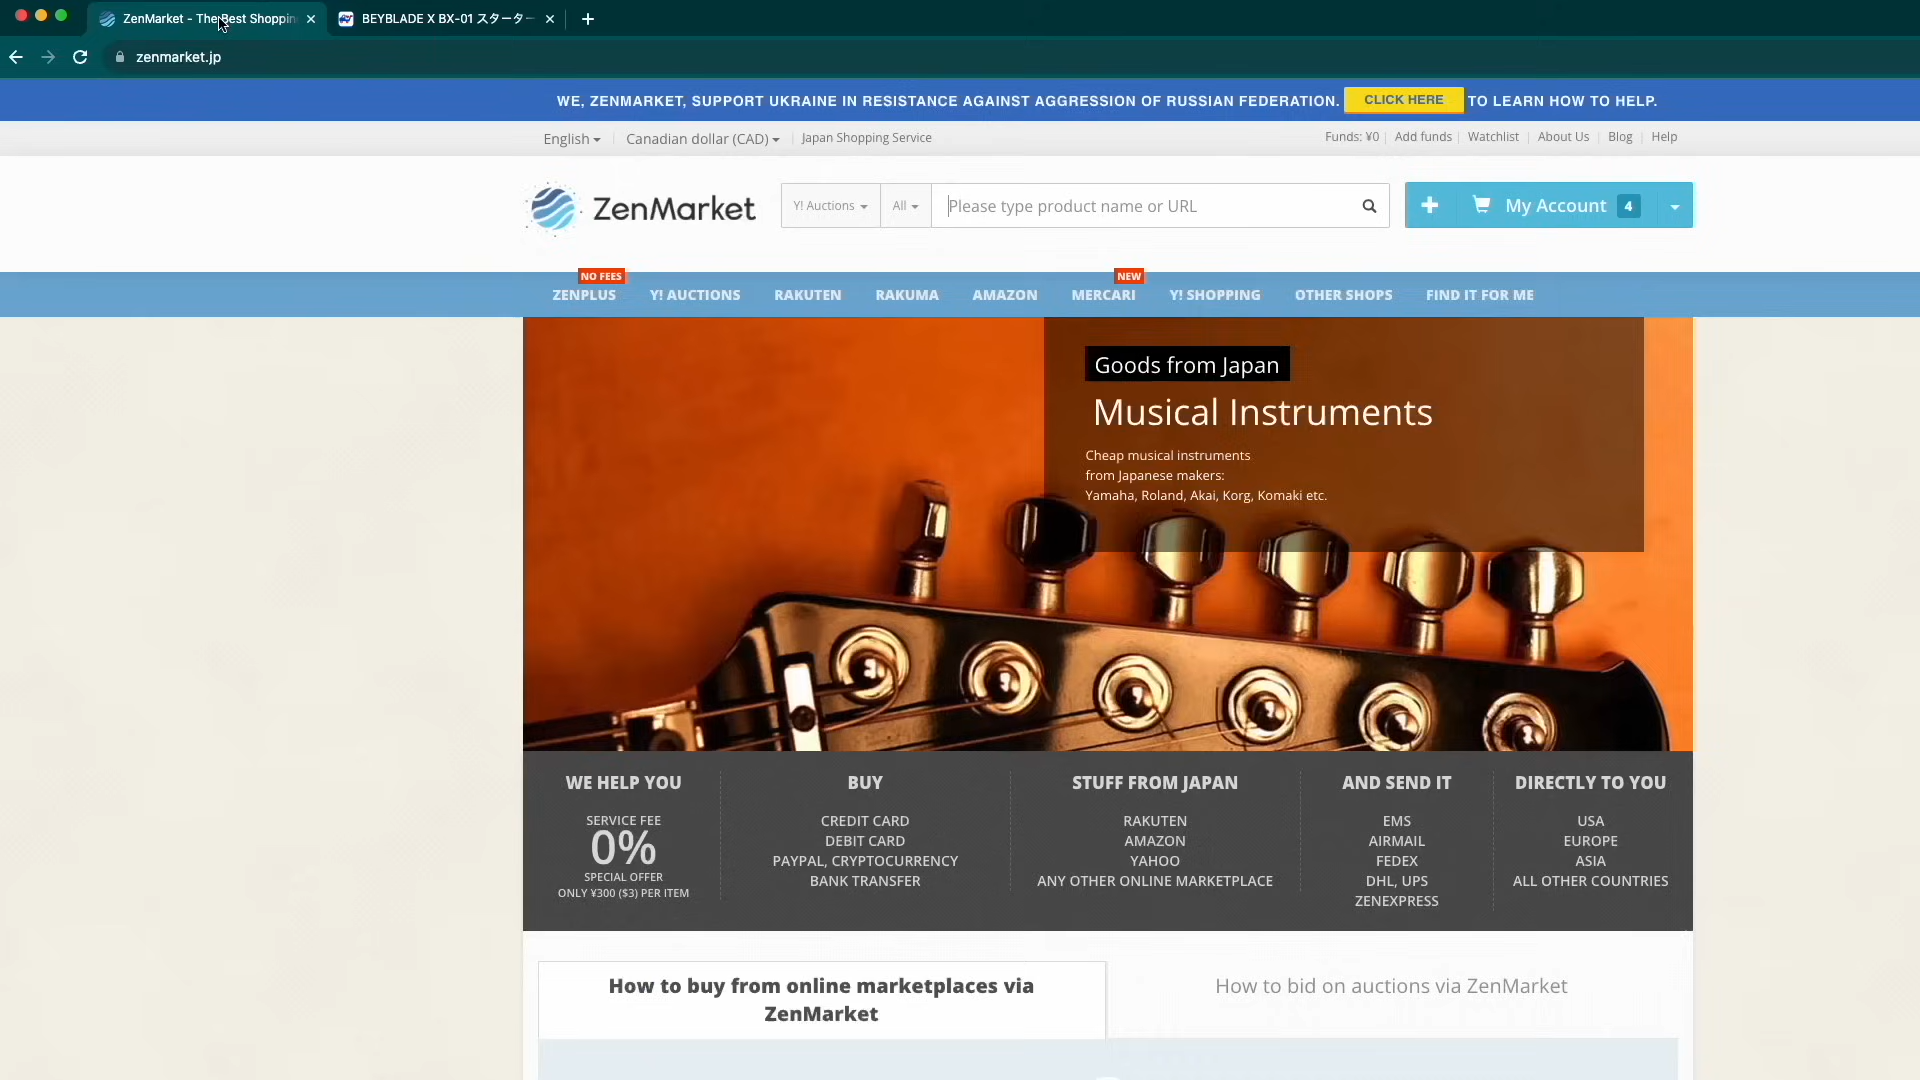 ZenMarket - The Best Shoppin
BEYBLADE X BX-01 スターター
zenmarket.jp
WE, ZENMARKET, SUPPORT UKRAINE IN RESISTANCE AGAINST AGGRESSION OF RUSSIAN FEDERATION. CLICK HERE TO LEARN HOW TO HELP.
English Canadian dollar (CAD) Japan Shopping Service Funds: ¥0 Add funds Watchlist About Us Blog Help
ZenMarket Y! Auctions All Please type product name or URL My Account 4
NO FEES NEW
ZENPLUS Y! AUCTIONS RAKUTEN RAKUMA AMAZON MERCARI Y! SHOPPING OTHER SHOPS FIND IT FOR ME
Goods from Japan
Musical Instruments
Cheap musical instruments
from Japanese makers:
Yamaha, Roland, Akai, Korg, Komaki etc.
WE HELP YOU
SERVICE FEE
0%
SPECIAL OFFER
ONLY ¥300 ($3) PER ITEM
BUY
CREDIT CARD
DEBIT CARD
PAYPAL, CRYPTOCURRENCY
BANK TRANSFER
STUFF FROM JAPAN
RAKUTEN
AMAZON
YAHOO
ANY OTHER ONLINE MARKETPLACE
AND SEND IT
EMS
AIRMAIL
FEDEX
DHL, UPS
ZENEXPRESS
DIRECTLY TO YOU
USA
EUROPE
ASIA
ALL OTHER COUNTRIES
How to buy from online marketplaces via
ZenMarket
How to bid on auctions via ZenMarket